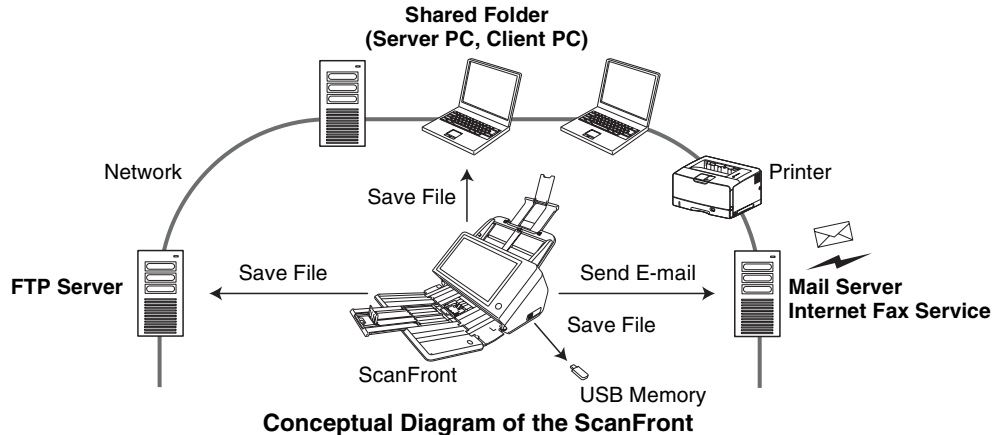 Shared Folder
(Server PC, Client PC)
Network
Save File
Printer
FTP Server
Save File
Send E-mail
Mail Server
Internet Fax Service
Save File
ScanFront
USB Memory
Conceptual Diagram of the ScanFront